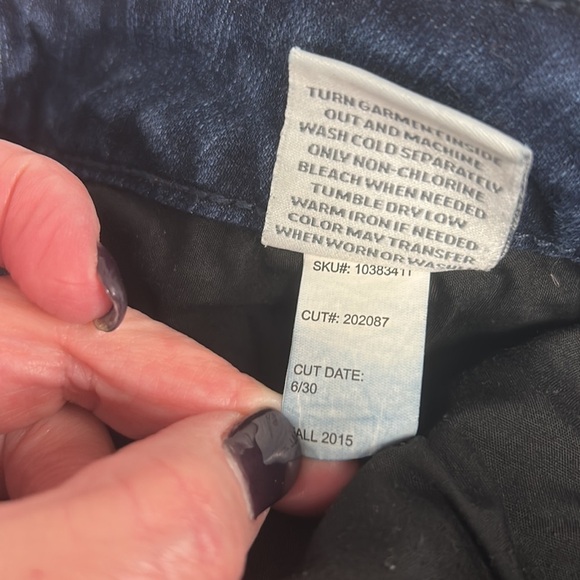 TURN GARMENT INSIDE
OUT AND MACHINE
WASH COLD SEPARATELY
ONLY NON-CHLORINE
BLEACH WHEN NEEDED
TUMBLE DRY LOW
WARM IRON IF NEEDED
COLOR MAY TRANSFER
WHEN WORN OR
SKU#: 10383411
CUT#: 202087
CUT DATE:
6/30
ALL 2015